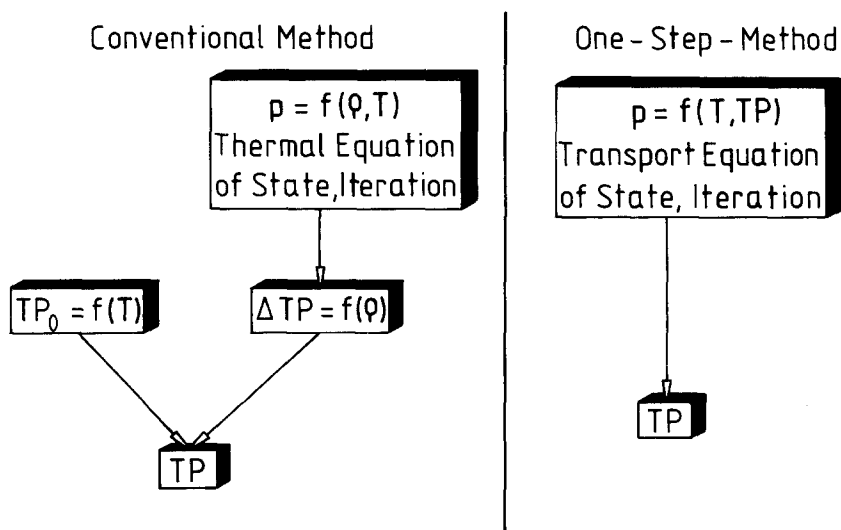 Conventional Method
p = f(ϱ,T)
Thermal Equation
of State,Iteration
TP₀ = f(T)
Δ TP = f(ϱ)
TP
One-Step-Method
p = f(T,TP)
Transport Equation
of State, Iteration
TP